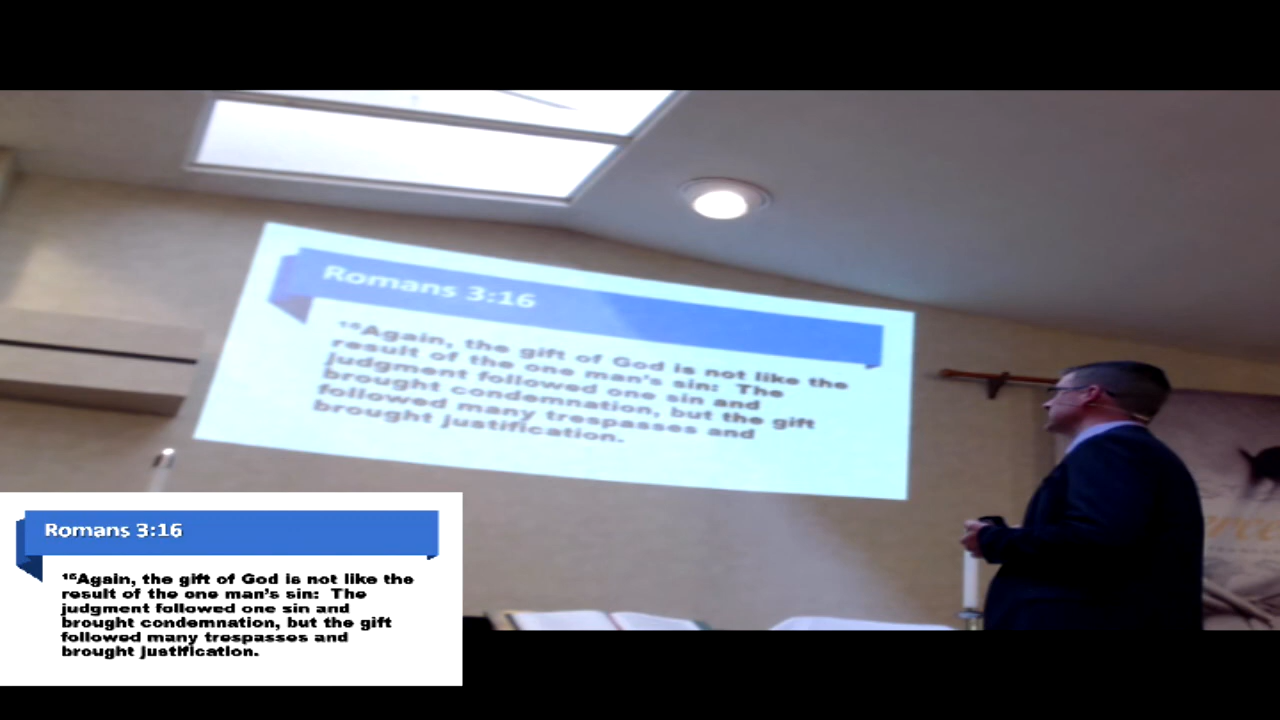 Romans 3:16
¹⁶Again, the gift of God is not like the
result of the one man's sin: The
judgment followed one sin and
brought condemnation, but the gift
followed many trespasses and
brought justification.
Romans 3:16
¹⁶Again, the gift of God is not like the
result of the one man's sin: The
judgment followed one sin and
brought condemnation, but the gift
followed many trespasses and
brought justification.